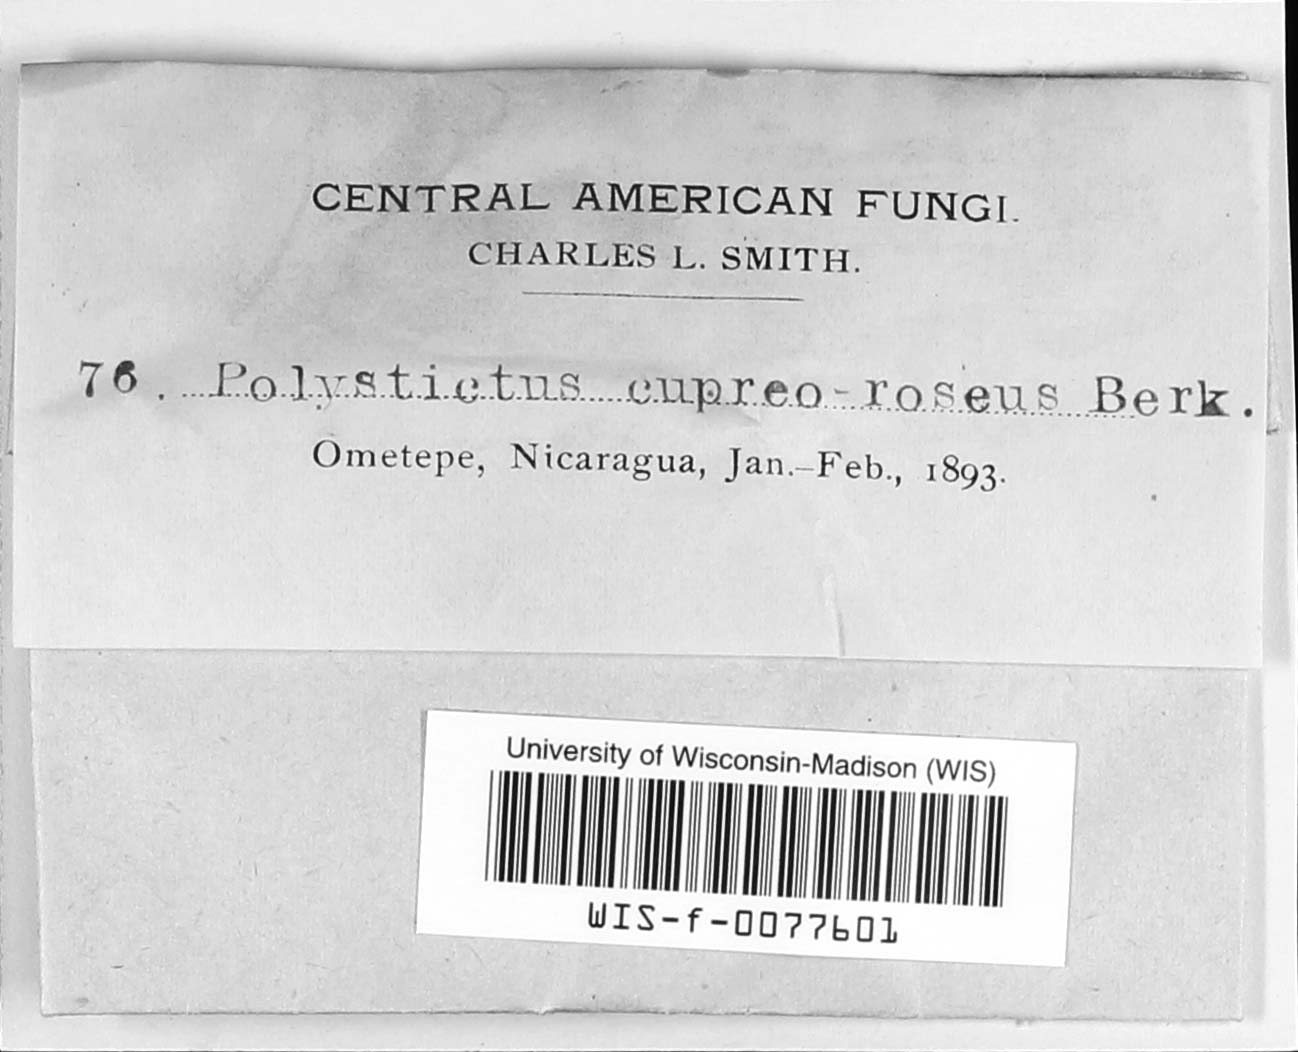 CENTRAL AMERICAN FUNGI.
CHARLES L. SMITH.
76. Polystictus cupreo-roseus Berk.
Ometepe, Nicaragua, Jan.–Feb., 1893.
University of Wisconsin-Madison (WIS)
WIS-f-0077601